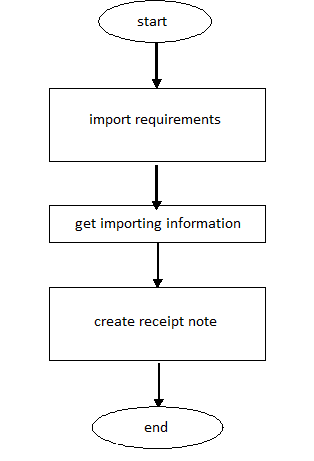 start
import requirements
get importing information
create receipt note
end